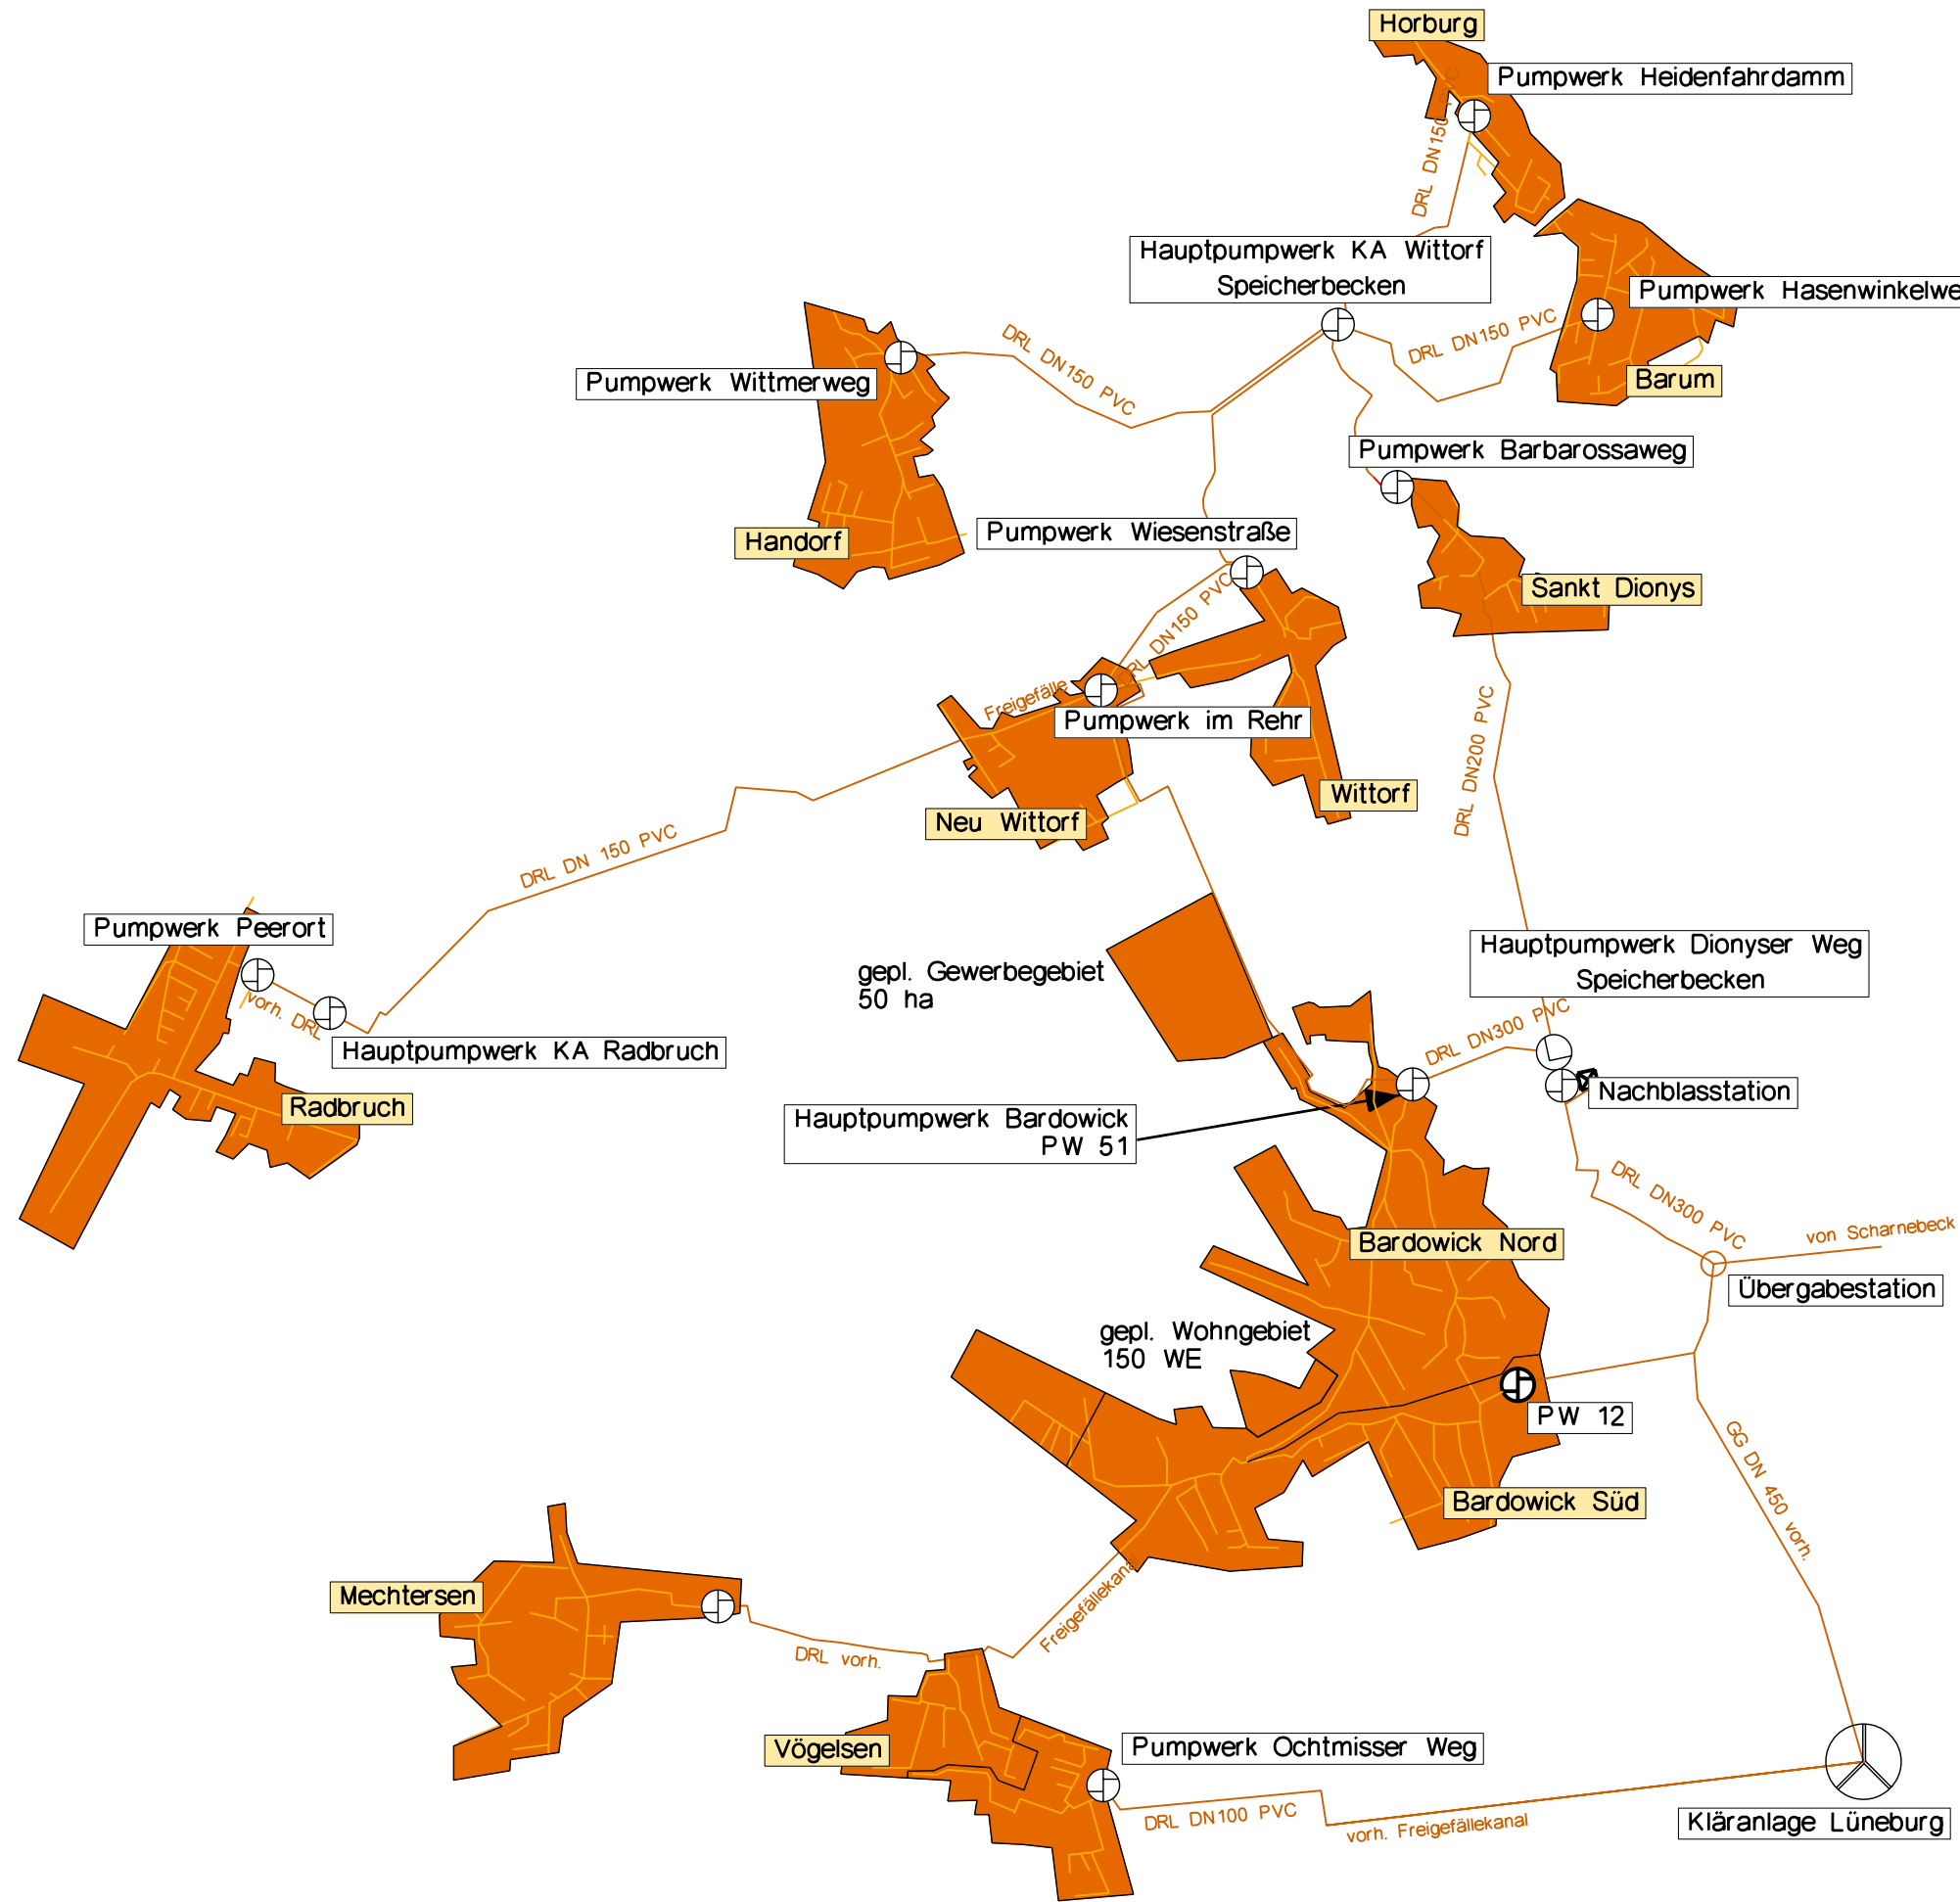 Horburg
Pumpwerk Heidenfahrdamm
DRL DN150 PVC
Hauptpumpwerk KA Wittorf
Speicherbecken
Pumpwerk Hasenwinkelwe
DRL DN150 PVC
DRL DN150 PVC
Pumpwerk Wittmerweg
Barum
Pumpwerk Barbarossaweg
Pumpwerk Wiesenstraße
Handorf
Sankt Dionys
DRL DN150 PVC
Freigefälle
Pumpwerk im Rehr
DRL DN200 PVC
Wittorf
Neu Wittorf
DRL DN 150 PVC
Pumpwerk Peerort
Hauptpumpwerk Dionyser Weg
Speicherbecken
gepl. Gewerbegebiet
50 ha
vorh. DRL
DRL DN300 PVC
Hauptpumpwerk KA Radbruch
Nachblasstation
Radbruch
Hauptpumpwerk Bardowick
PW 51
DRL DN300 PVC
von Scharnebeck
Bardowick Nord
Übergabestation
gepl. Wohngebiet
150 WE
PW 12
GG DN 450 vorh.
Bardowick Süd
Mechtersen
Freigefällekana
DRL vorh.
Vögelsen
Pumpwerk Ochtmisser Weg
DRL DN100 PVC
vorh. Freigefällekanal
Kläranlage Lüneburg